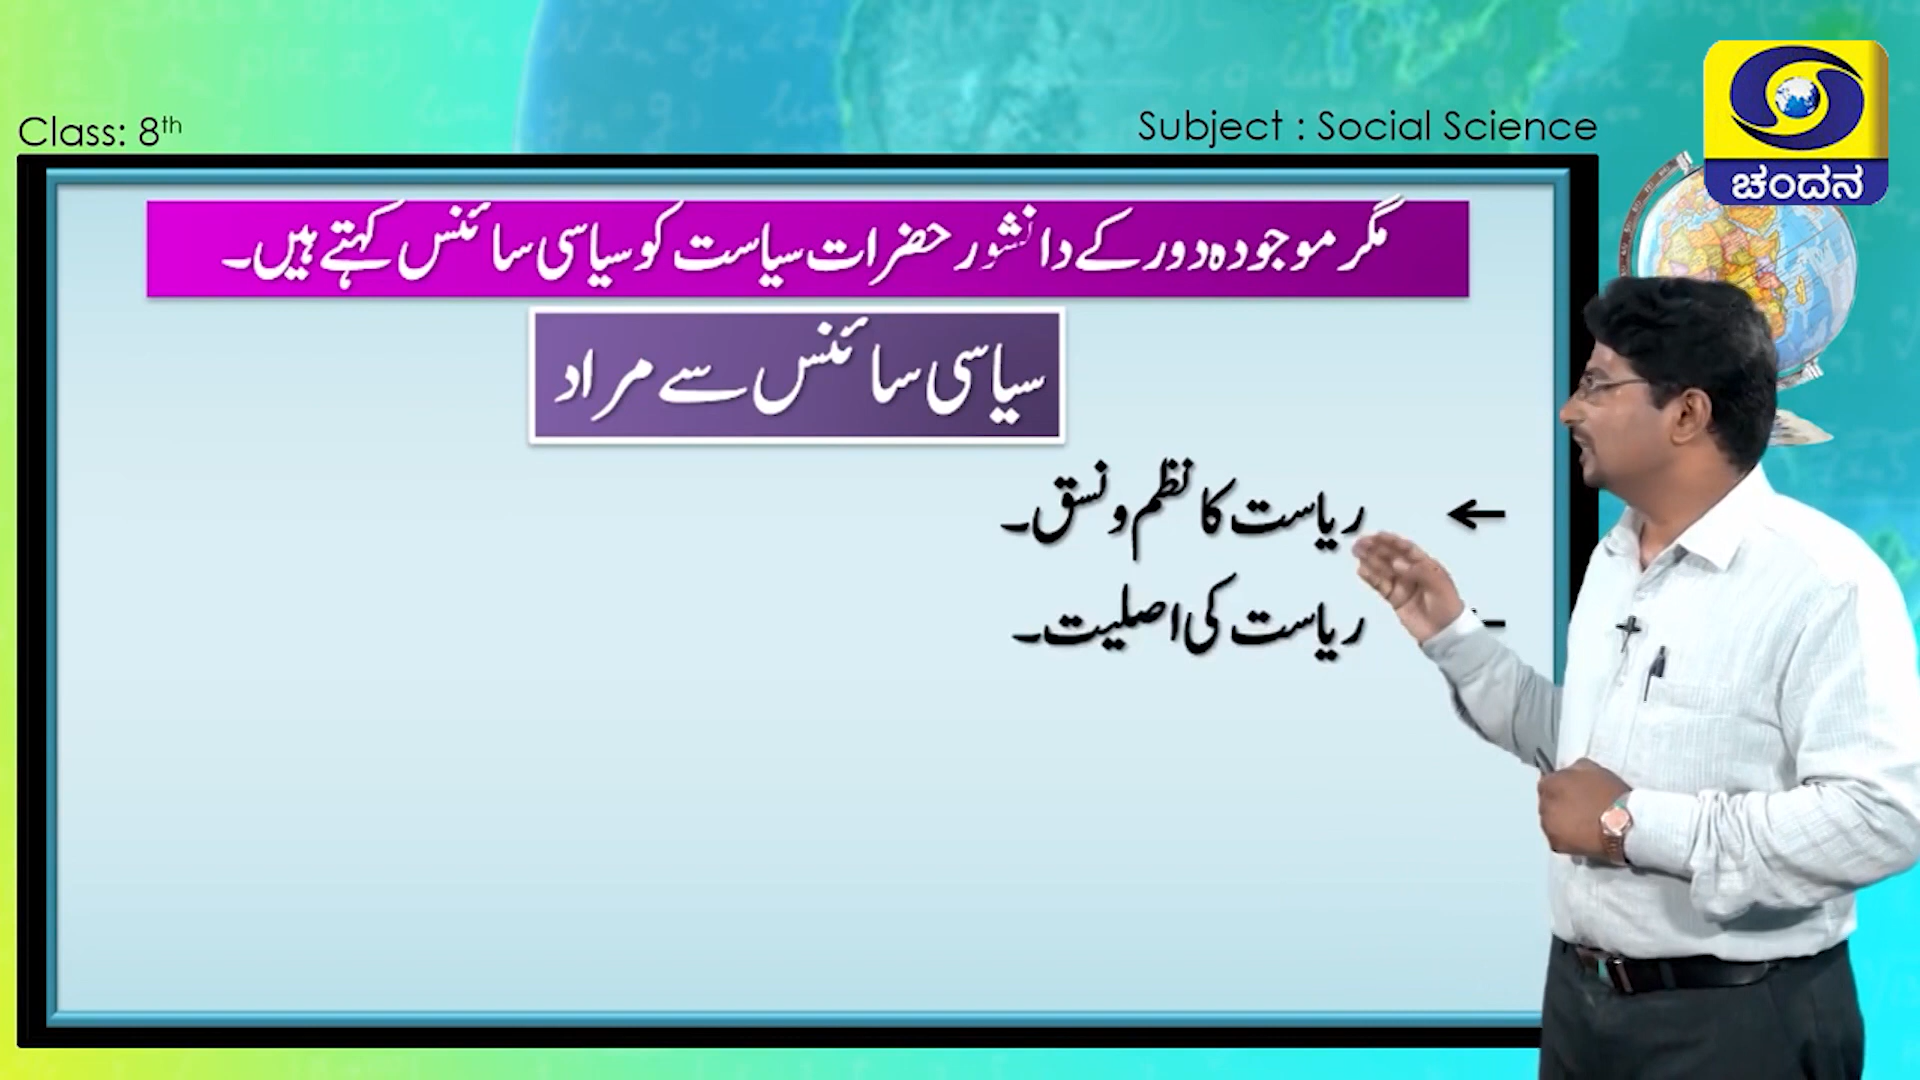 Class: 8th
Subject : Social Science
ಚಂದನ
مگر موجودہ دور کے دانشور حضرات سیاست کو سیاسی سائنس کہتے ہیں۔
سیاسی سائنس سے مراد
← ریاست کا نظم و نسق۔
← ریاست کی اصلیت۔